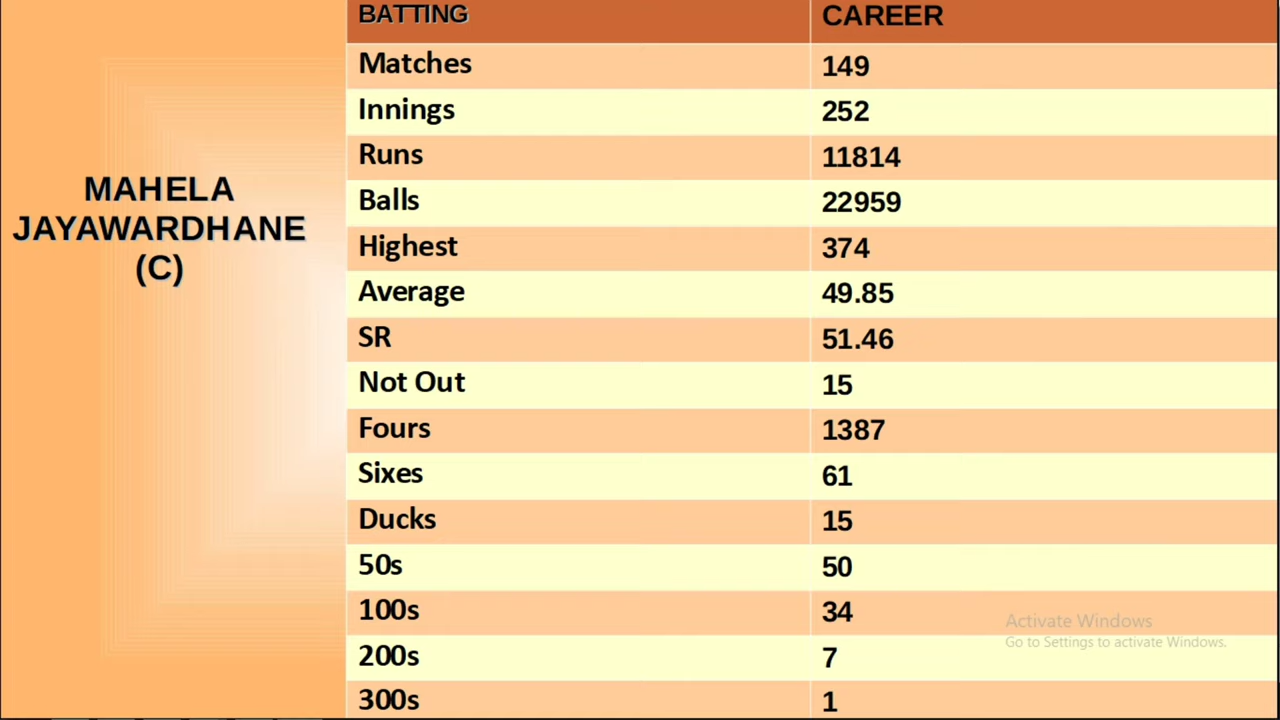 MAHELA
JAYAWARDHANE
(C)
BATTING CAREER
Matches 149
Innings 252
Runs 11814
Balls 22959
Highest 374
Average 49.85
SR 51.46
Not Out 15
Fours 1387
Sixes 61
Ducks 15
50s 50
100s 34
200s 7
300s 1
Activate Windows
Go to Settings to activate Windows.